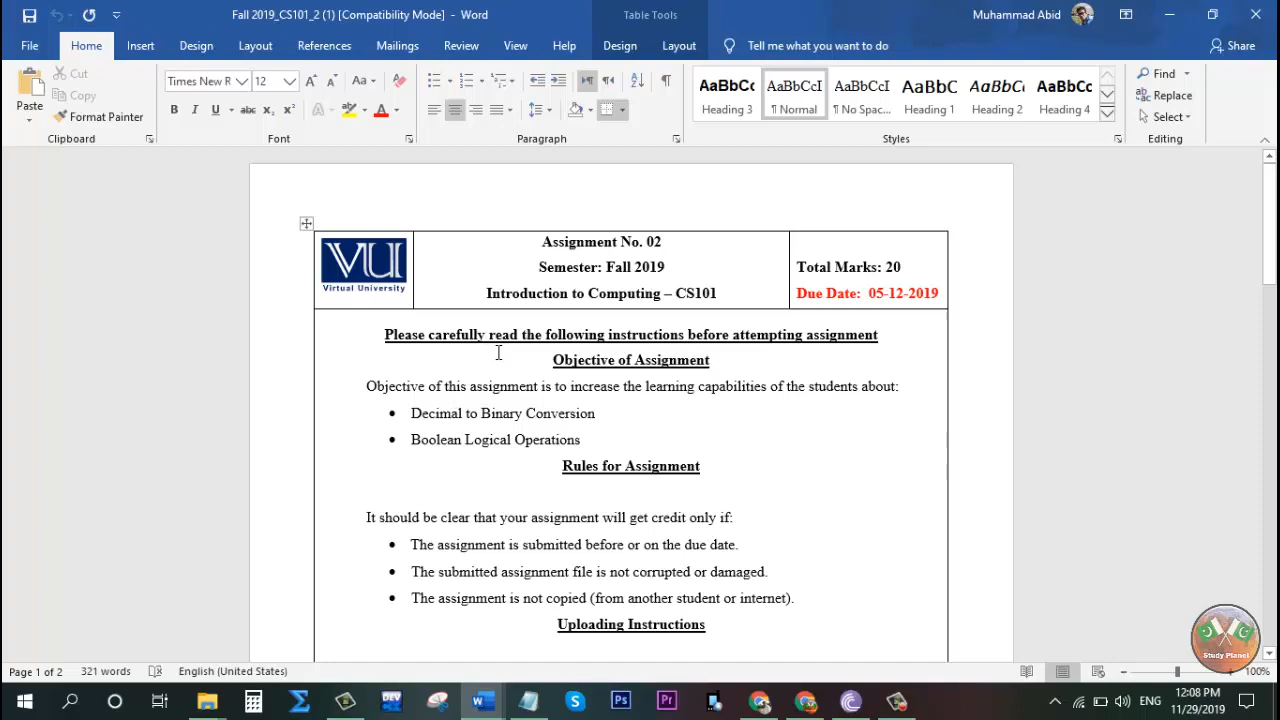 Fall 2019_CS101_2 (1) [Compatibility Mode] - Word
Table Tools
Muhammad Abid
File Home Insert Design Layout References Mailings Review View Help Design Layout Tell me what you want to do Share
Paste
Cut
Copy
Format Painter
Clipboard
Times New R 12 Aa
B I U abc x₂ x² A A
Font
Paragraph
AaBbCc AaBbCcI AaBbCcI AaBbC AaBbCc AaBbCc
Heading 3 ¶ Normal ¶ No Spac... Heading 1 Heading 2 Heading 4
Styles
Find
Replace
Select
Editing
VU
Virtual University
Assignment No. 02
Semester: Fall 2019
Introduction to Computing – CS101
Total Marks: 20
Due Date: 05-12-2019
Please carefully read the following instructions before attempting assignment
Objective of Assignment
Objective of this assignment is to increase the learning capabilities of the students about:
• Decimal to Binary Conversion
• Boolean Logical Operations
Rules for Assignment
It should be clear that your assignment will get credit only if:
• The assignment is submitted before or on the due date.
• The submitted assignment file is not corrupted or damaged.
• The assignment is not copied (from another student or internet).
Uploading Instructions
Study Planet
Page 1 of 2 321 words English (United States) 100%
DEV
W
S
Ps
Pr
ENG
12:08 PM
11/29/2019